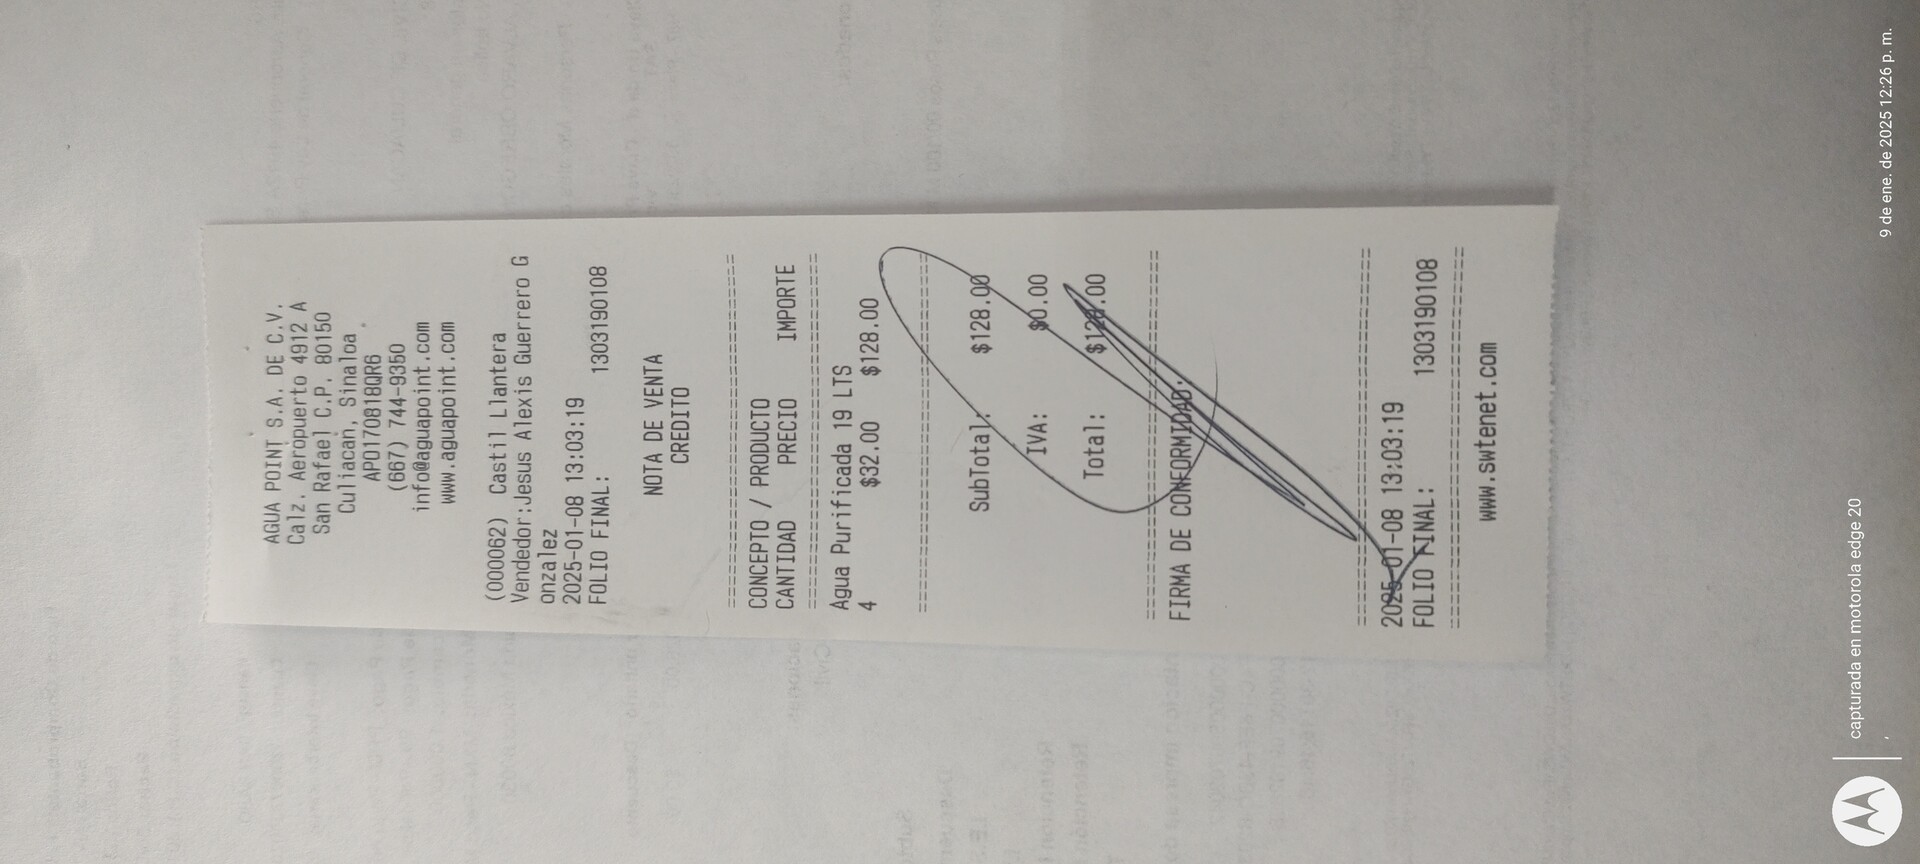 AGUA POINT S.A. DE C.V.
Calz. Aeropuerto 4912 A
San Rafael C.P. 80150
Culiacan, Sinaloa
APO170818QR6
(667) 744-9350
info@aguapoint.com
www.aguapoint.com
(000062) Castil Llantera
Vendedor:Jesus Alexis Guerrero G
onzalez
2025-01-08 13:03:19
FOLIO FINAL: 1303190108
NOTA DE VENTA
CREDITO
================================
CONCEPTO / PRODUCTO
CANTIDAD PRECIO IMPORTE
================================
Agua Purificada 19 LTS
4 $32.00 $128.00
================================
SubTotal: $128.00
IVA: $0.00
Total: $128.00
================================
FIRMA DE CONFORMIDAD:
================================
2025-01-08 13:03:19
FOLIO FINAL: 1303190108
================================
www.swtenet.com
capturada en motorola edge 20
9 de ene. de 2025 12:26 p. m.